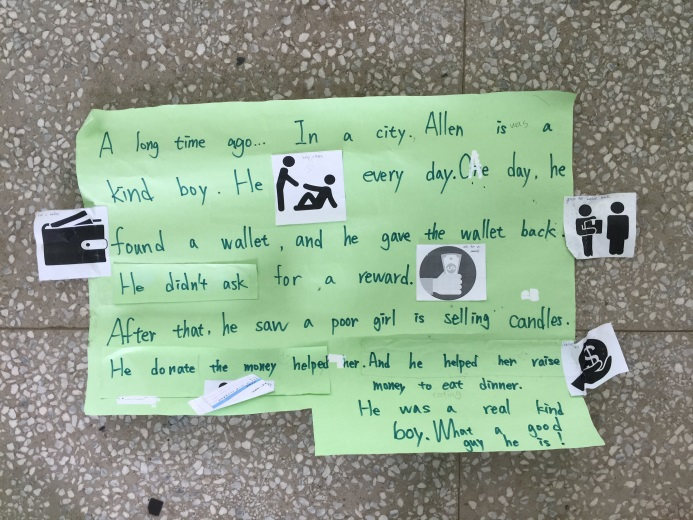 A long time ago... In a city. Allen is was a
kind boy. He every day. One day, he
found a wallet, and he gave the wallet back.
He didn't ask for a reward.
After that, he saw a poor girl is selling candles.
He donate the money helped her. And he helped her raise
money to eat dinner.
He was a real kind
boy. What a good
guy he is!